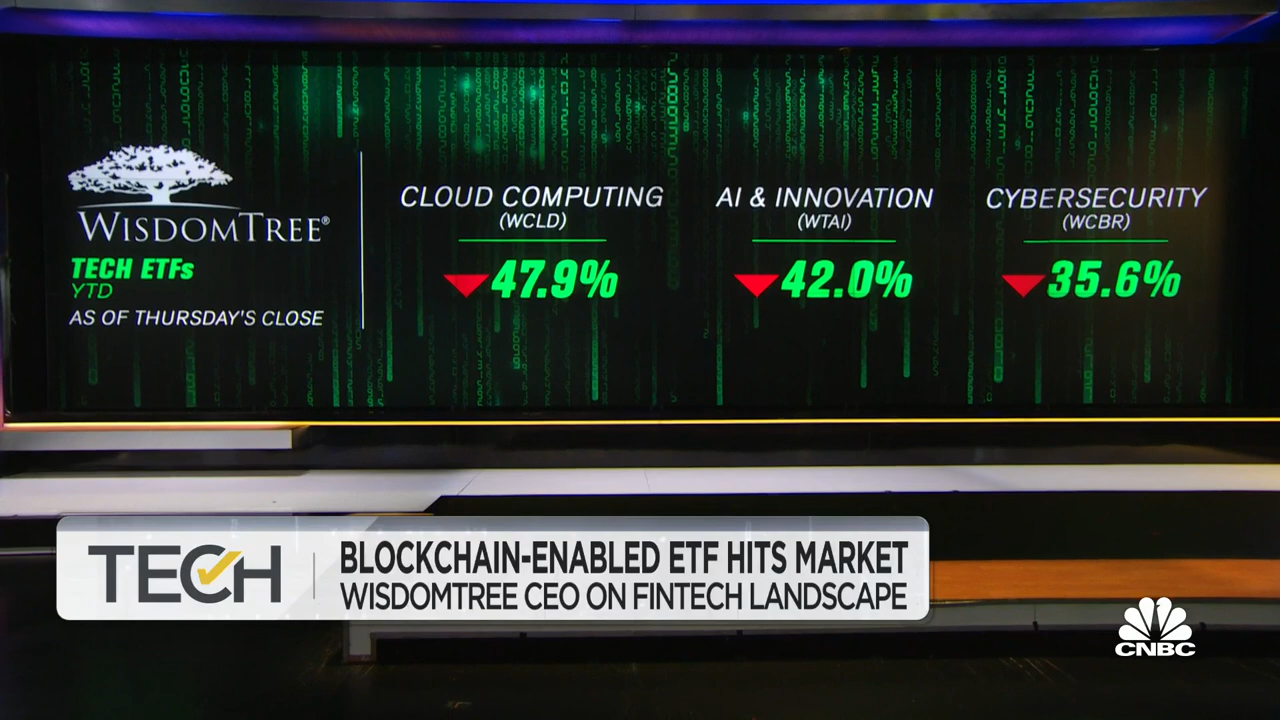 WISDOMTREE®
TECH ETFs
YTD
AS OF THURSDAY'S CLOSE
CLOUD COMPUTING
(WCLD)
47.9%
AI & INNOVATION
(WTAI)
42.0%
CYBERSECURITY
(WCBR)
35.6%
TECH
BLOCKCHAIN-ENABLED ETF HITS MARKET
WISDOMTREE CEO ON FINTECH LANDSCAPE
CNBC